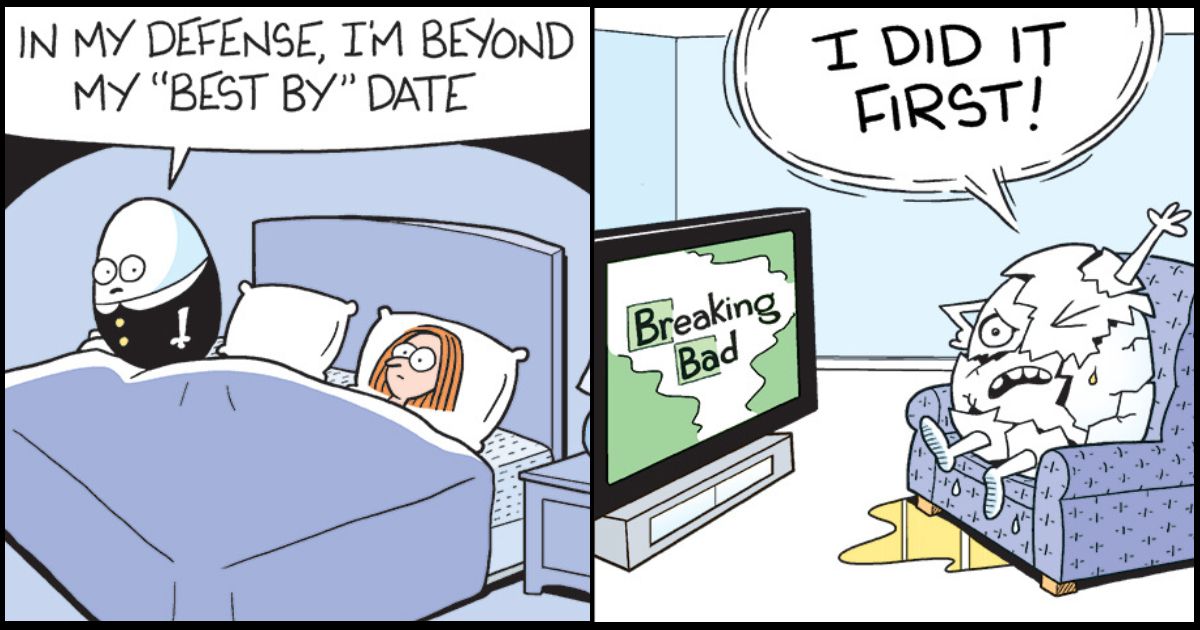 IN MY DEFENSE, I'M BEYOND
MY "BEST BY" DATE
I DID IT
FIRST!
Breaking
Bad